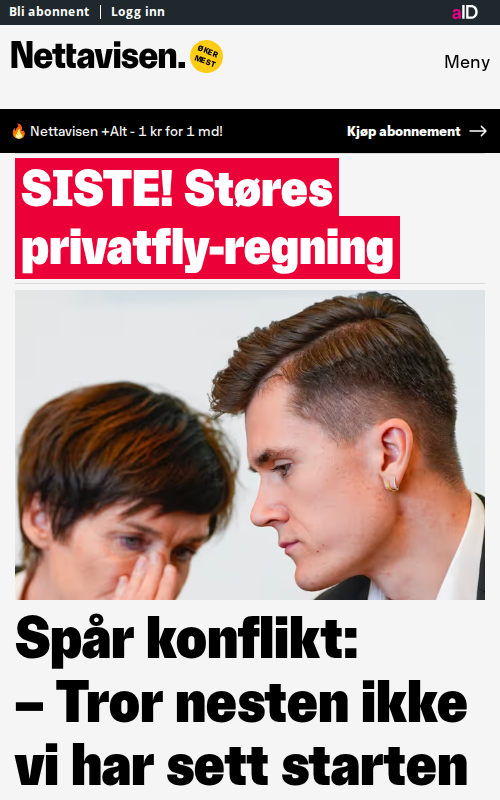 Bli abonnent | Logg inn
aID
Nettavisen. ØKER
MEST
Meny
🔥 Nettavisen +Alt - 1 kr for 1 md!
Kjøp abonnement →
SISTE! Støres
privatfly-regning
Spår konflikt:
– Tror nesten ikke
vi har sett starten